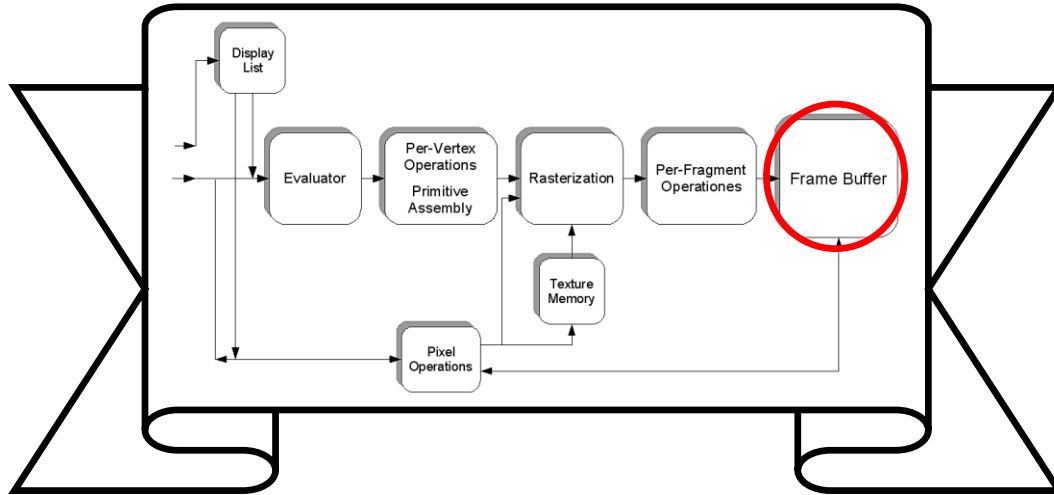 Display
List
Evaluator
Per-Vertex
Operations
Primitive
Assembly
Rasterization
Per-Fragment
Operationes
Frame Buffer
Texture
Memory
Pixel
Operations